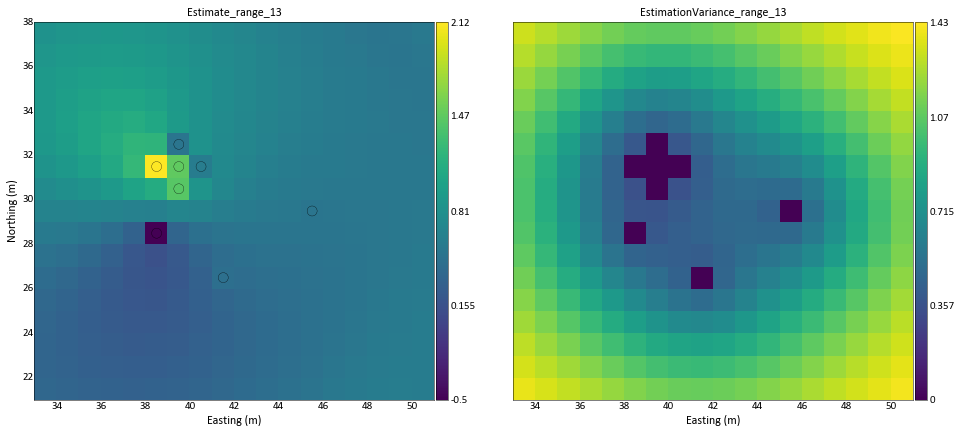 Estimate_range_13
EstimationVariance_range_13
38
36
34
32
30
28
26
24
22
Northing (m)
34 36 38 40 42 44 46 48 50
Easting (m)
2.12
1.47
0.81
0.155
-0.5
34 36 38 40 42 44 46 48 50
Easting (m)
1.43
1.07
0.715
0.357
0